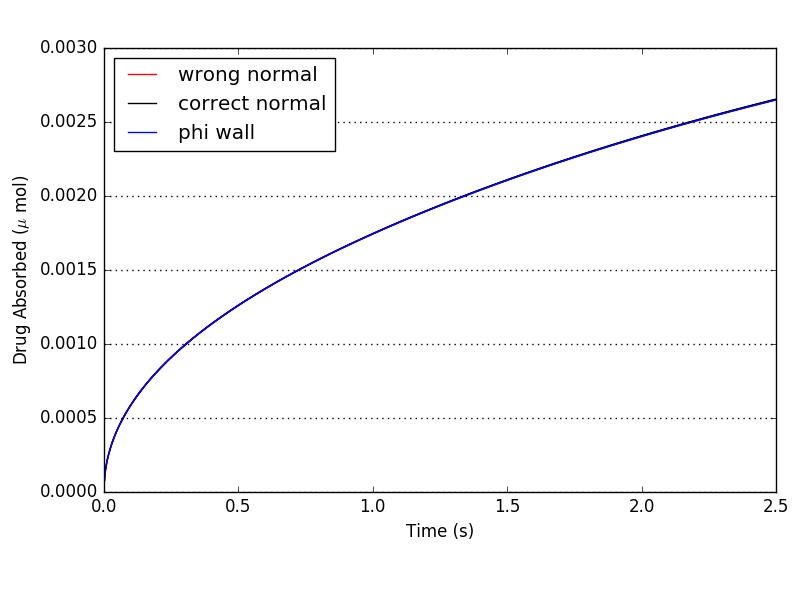 0.0030
wrong normal
correct normal
phi wall
0.0025
0.0020
0.0015
0.0010
0.0005
0.0000
Drug Absorbed (μ mol)
0.0 0.5 1.0 1.5 2.0 2.5
Time (s)